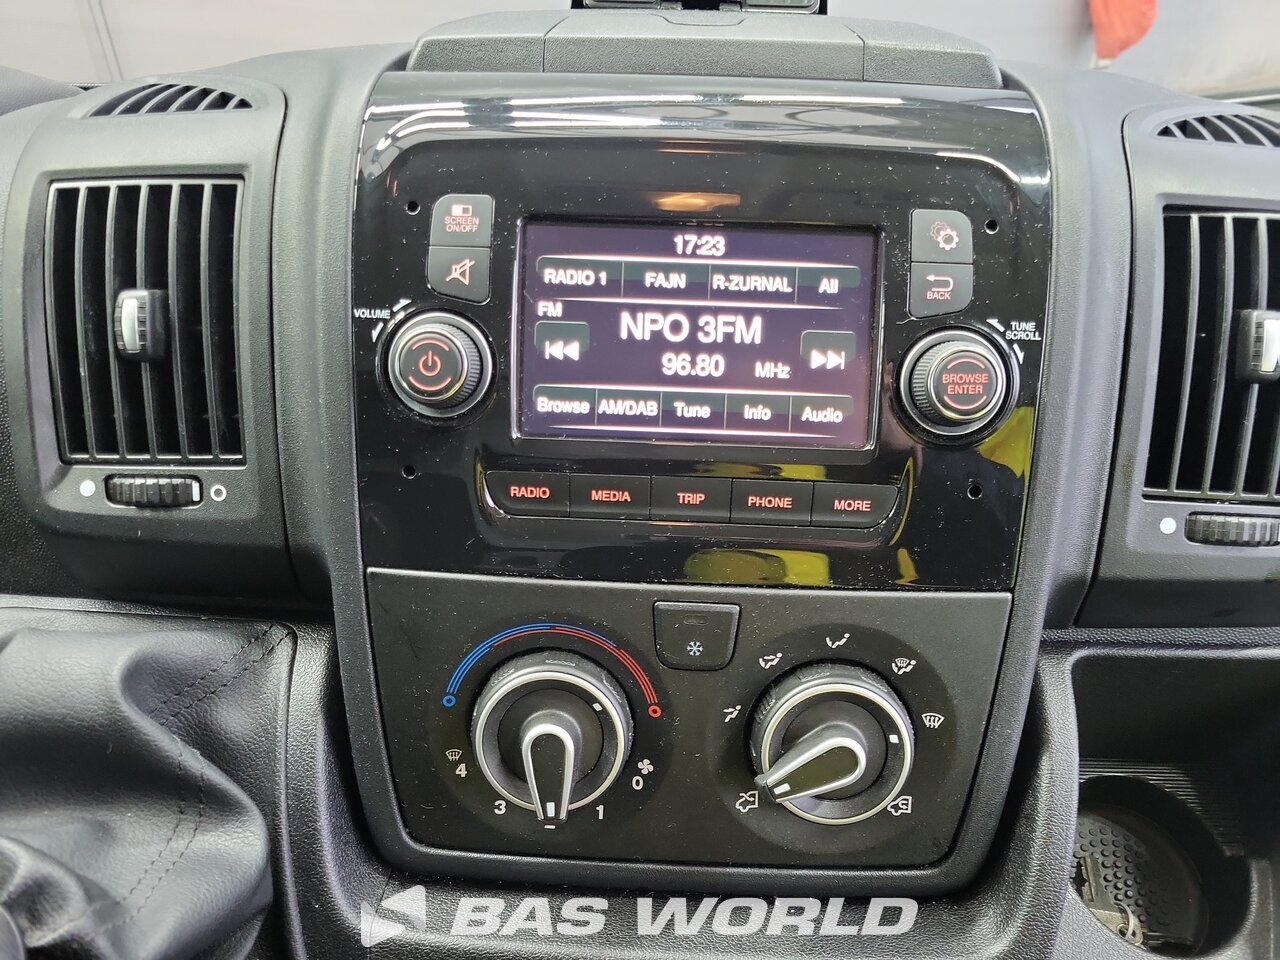 SCREEN
ON/OFF
VOLUME
17:23
RADIO 1 FAJN R-ZURNAL All
FM
NPO 3FM
96.80 MHz
Browse AM/DAB Tune Info Audio
BACK
TUNE
SCROLL
BROWSE
ENTER
RADIO MEDIA TRIP PHONE MORE
4 3 1 0
BAS WORLD